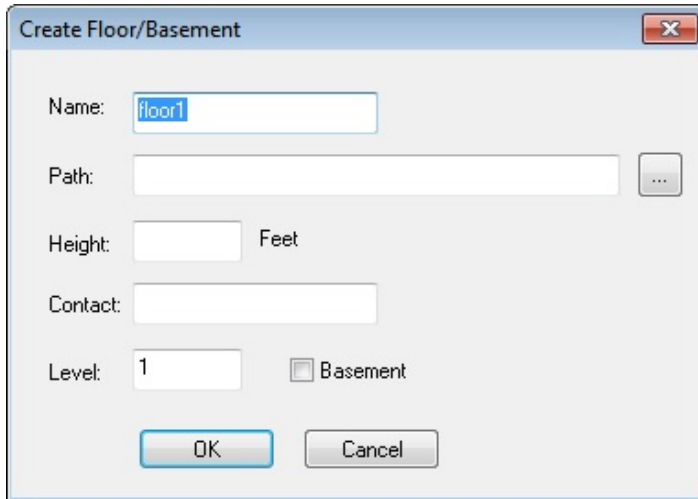 Create Floor/Basement
Name: floor1
Path: ...
Height: Feet
Contact:
Level: 1 Basement
OK Cancel